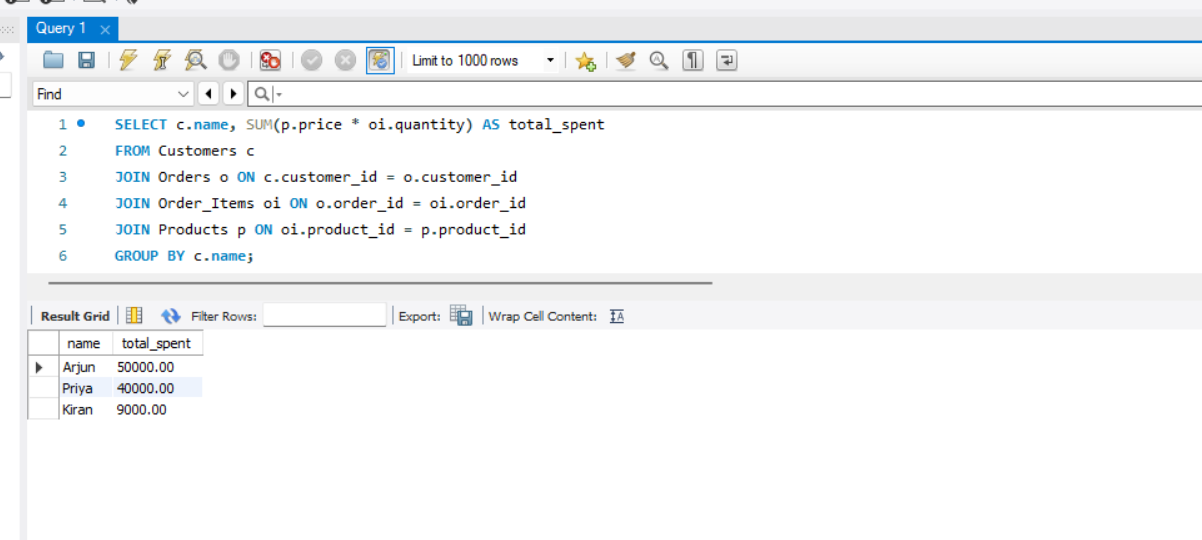 Query 1
Limit to 1000 rows
Find
1 SELECT c.name, SUM(p.price * oi.quantity) AS total_spent
2 FROM Customers c
3 JOIN Orders o ON c.customer_id = o.customer_id
4 JOIN Order_Items oi ON o.order_id = oi.order_id
5 JOIN Products p ON oi.product_id = p.product_id
6 GROUP BY c.name;
Result Grid Filter Rows: Export: Wrap Cell Content:
name total_spent
Arjun 50000.00
Priya 40000.00
Kiran 9000.00